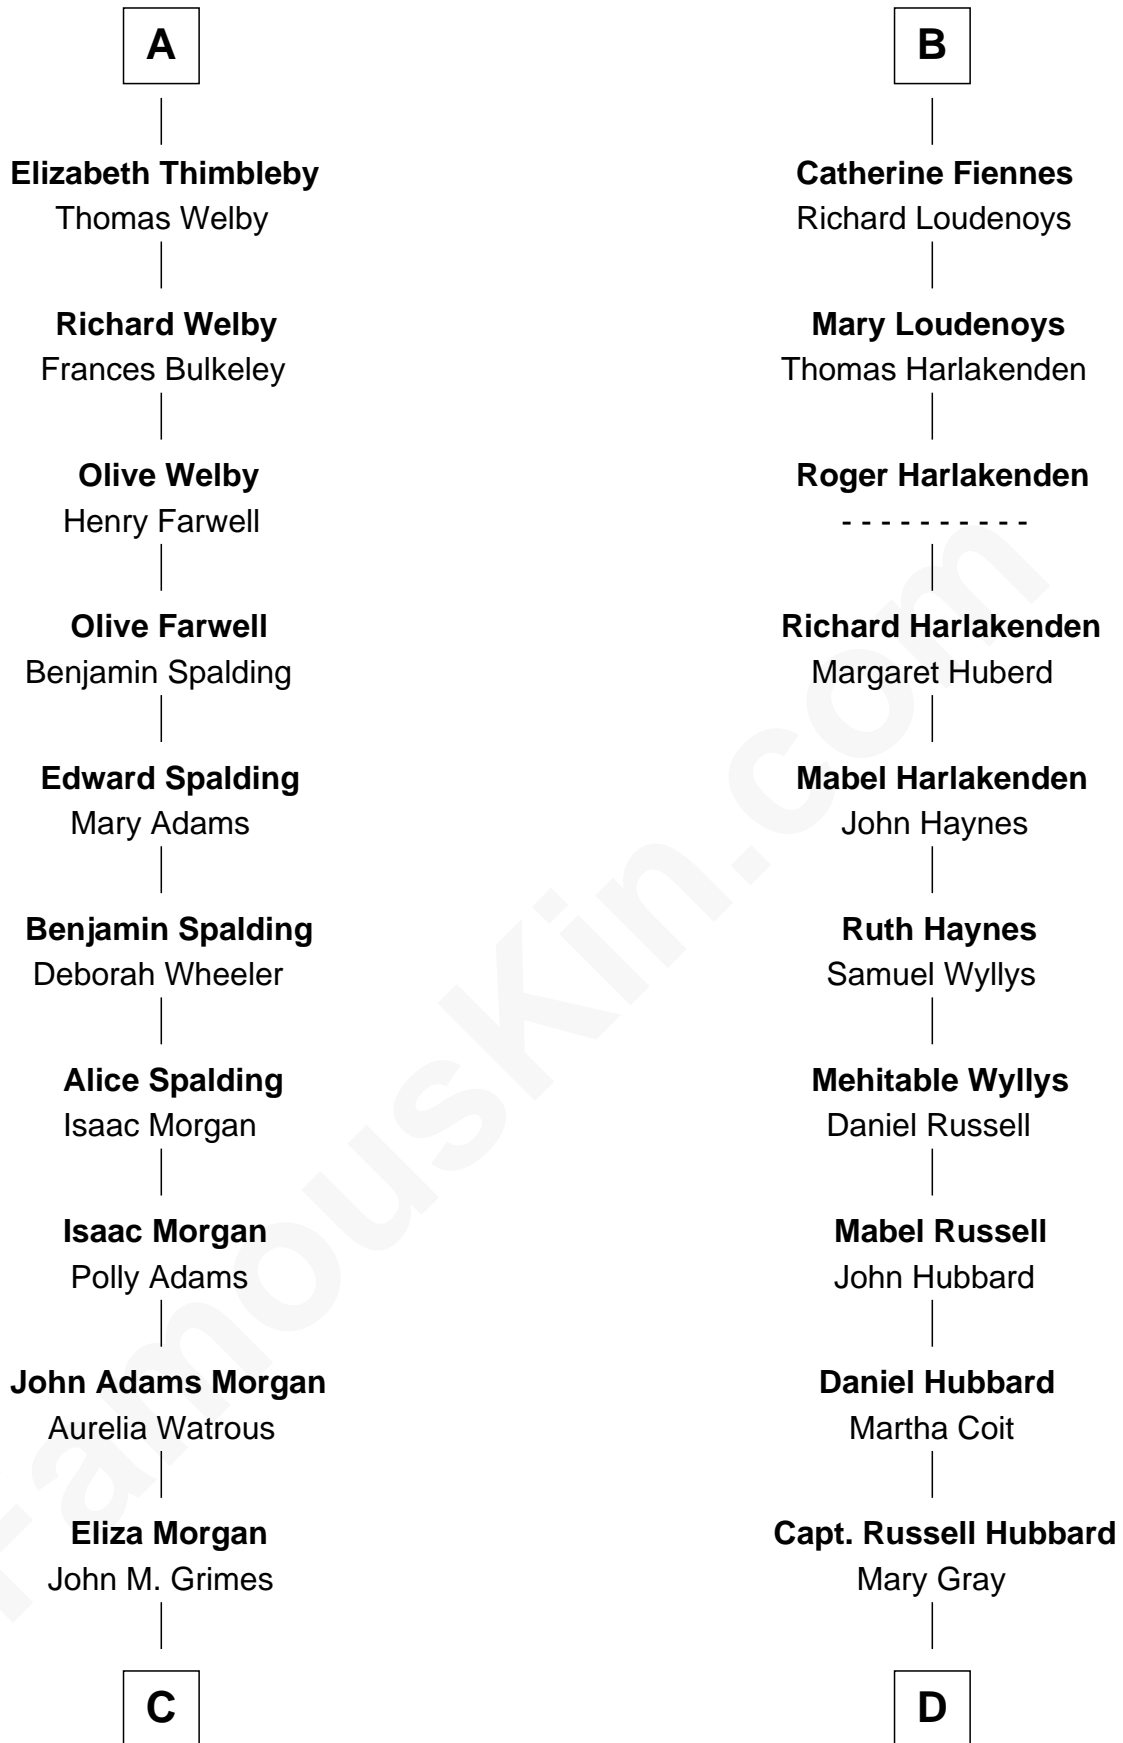 A
Elizabeth Thimbleby
Thomas Welby
Richard Welby
Frances Bulkeley
Olive Welby
Henry Farwell
Olive Farwell
Benjamin Spalding
Edward Spalding
Mary Adams
Benjamin Spalding
Deborah Wheeler
Alice Spalding
Isaac Morgan
Isaac Morgan
Polly Adams
John Adams Morgan
Aurelia Watrous
Eliza Morgan
John M. Grimes
C
B
Catherine Fiennes
Richard Loudenoys
Mary Loudenoys
Thomas Harlakenden
Roger Harlakenden
- - - - - - - - - -
Richard Harlakenden
Margaret Huberd
Mabel Harlakenden
John Haynes
Ruth Haynes
Samuel Wyllys
Mehitable Wyllys
Daniel Russell
Mabel Russell
John Hubbard
Daniel Hubbard
Martha Coit
Capt. Russell Hubbard
Mary Gray
D
FamousKin.com